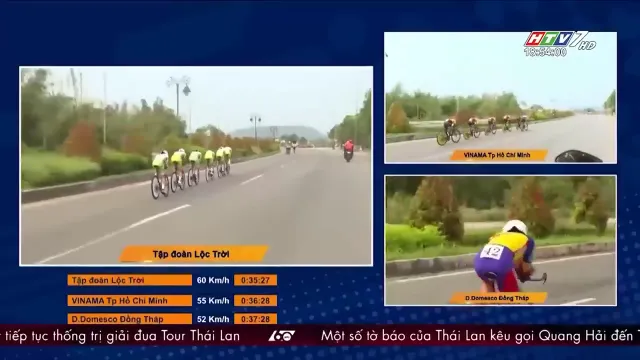 HTV7 HD
18:54:00
VINAMA Tp Hồ Chí Minh
Tập đoàn Lộc Trời
12
D.Domesco Đồng Tháp
Tập đoàn Lộc Trời 60 Km/h 0:35:27
VINAMA Tp Hồ Chí Minh 55 Km/h 0:36:28
D.Domesco Đồng Tháp 52 Km/h 0:37:28
tiếp tục thống trị giải đua Tour Thái Lan 60 Một số tờ báo của Thái Lan kêu gọi Quang Hải đến